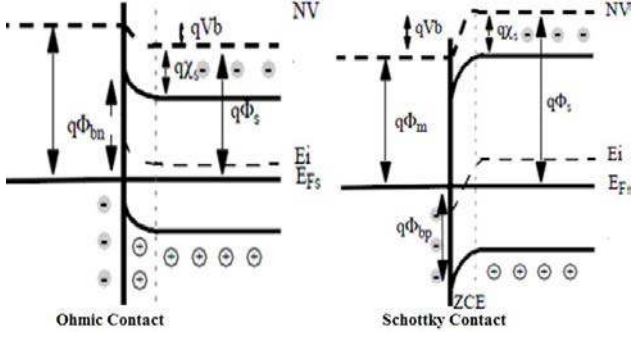 NV
qVb
qχs
qΦs
qΦbn
Ei
EFs
Ohmic Contact
NV
qVb
qχs
qΦs
qΦm
Ei
EFs
qΦbp
ZCE
Schottky Contact